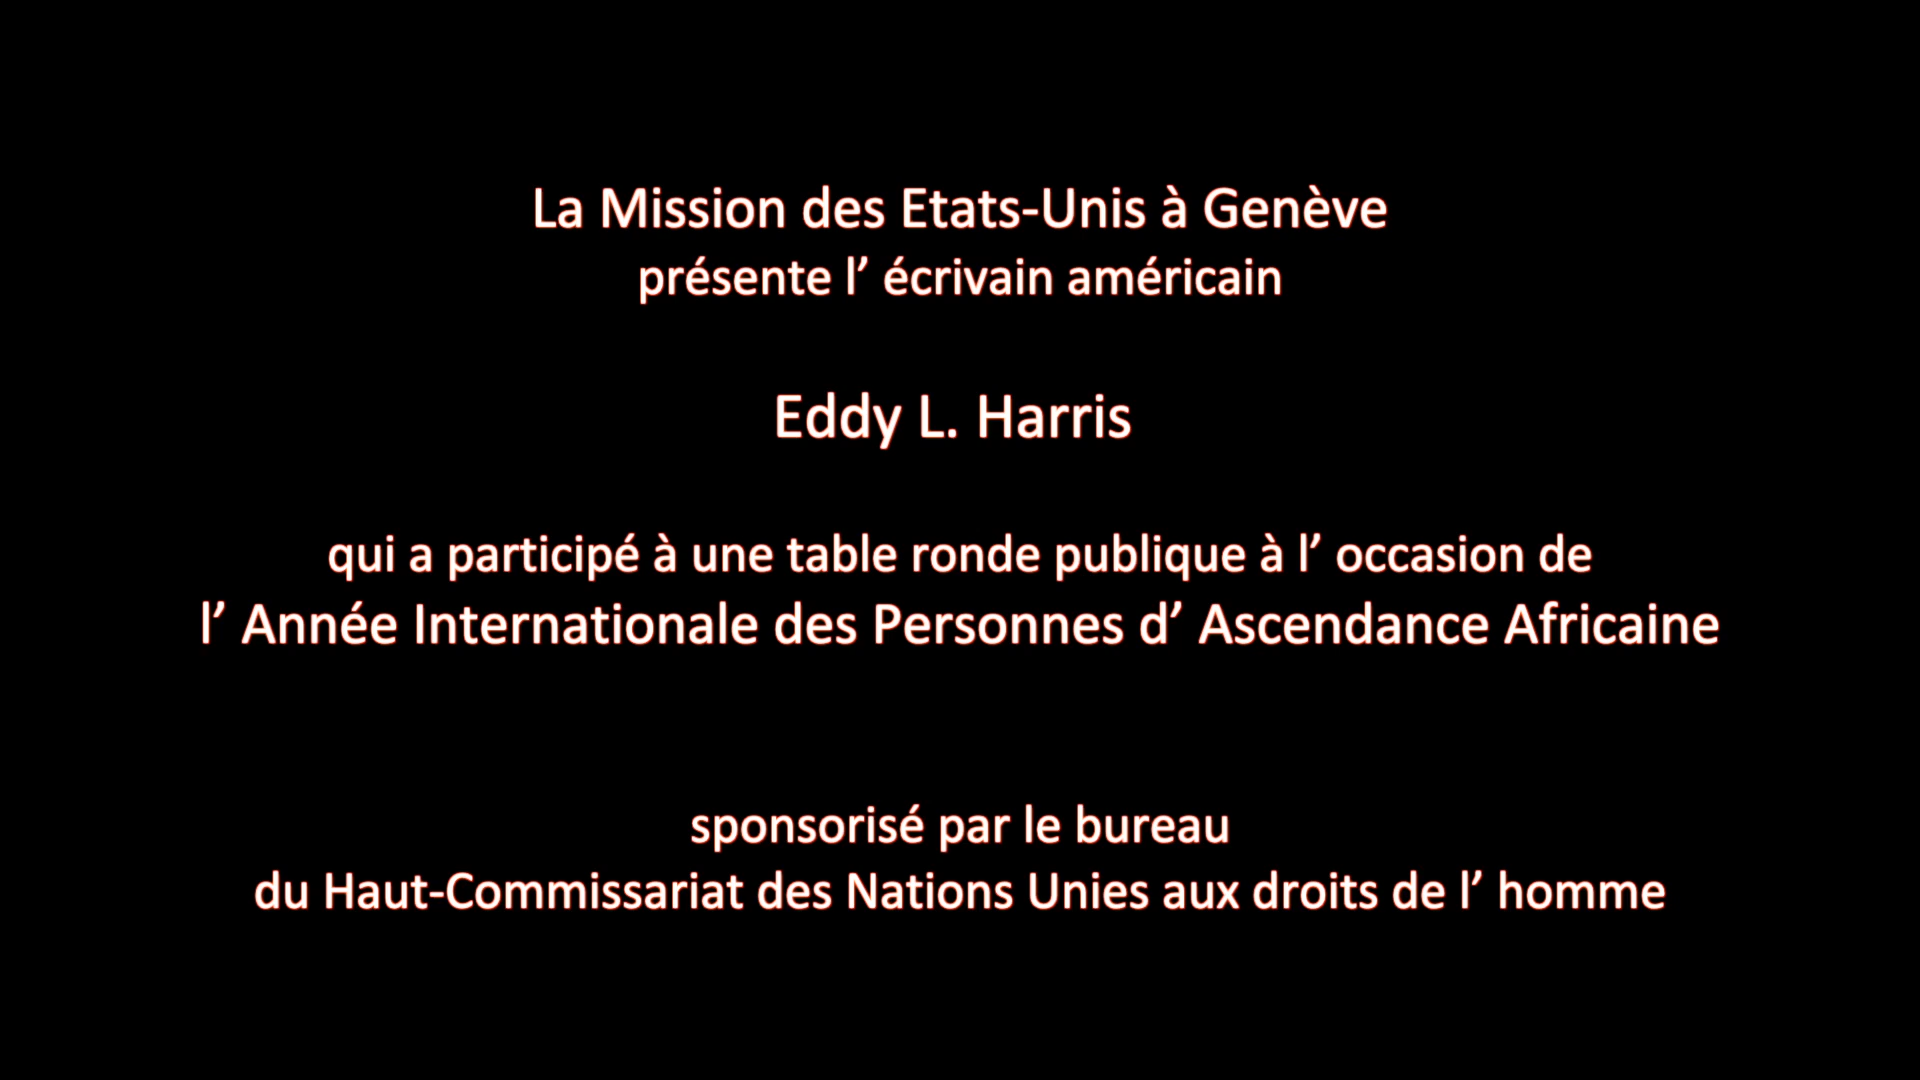 La Mission des Etats-Unis à Genève
présente l’ écrivain américain
Eddy L. Harris
qui a participé à une table ronde publique à l’ occasion de
l’ Année Internationale des Personnes d’ Ascendance Africaine
sponsorisé par le bureau
du Haut-Commissariat des Nations Unies aux droits de l’ homme